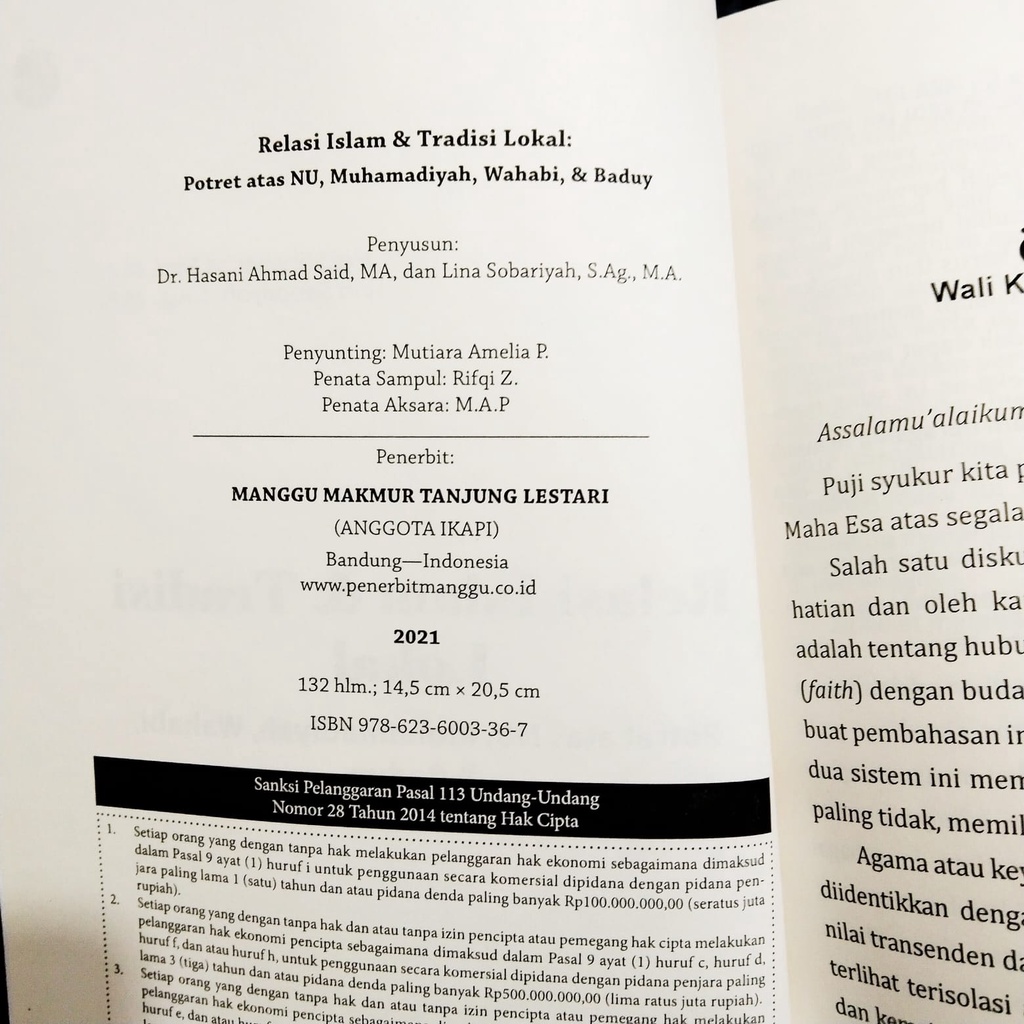 Relasi Islam & Tradisi Lokal:
Potret atas NU, Muhamadiyah, Wahabi, & Baduy
Penyusun:
Dr. Hasani Ahmad Said, MA, dan Lina Sobariyah, S.Ag., M.A.
Penyunting: Mutiara Amelia P.
Penata Sampul: Rifqi Z.
Penata Aksara: M.A.P
Penerbit:
MANGGU MAKMUR TANJUNG LESTARI
(ANGGOTA IKAPI)
Bandung—Indonesia
www.penerbitmanggu.co.id
2021
132 hlm.; 14,5 cm × 20,5 cm
ISBN 978-623-6003-36-7
Sanksi Pelanggaran Pasal 113 Undang-Undang
Nomor 28 Tahun 2014 tentang Hak Cipta
1. Setiap orang yang dengan tanpa hak melakukan pelanggaran hak ekonomi sebagaimana dimaksud
dalam Pasal 9 ayat (1) huruf i untuk penggunaan secara komersial dipidana dengan pidana pen-
jara paling lama 1 (satu) tahun dan atau pidana denda paling banyak Rp100.000.000,00 (seratus juta
rupiah).
2. Setiap orang yang dengan tanpa hak dan atau tanpa izin pencipta atau pemegang hak cipta melakukan
pelanggaran hak ekonomi pencipta sebagaimana dimaksud dalam Pasal 9 ayat (1) huruf c, huruf d,
huruf f, dan atau huruf h, untuk penggunaan secara komersial dipidana dengan pidana penjara paling
lama 3 (tiga) tahun dan atau pidana denda paling banyak Rp500.000.000,00 (lima ratus juta rupiah).
3. Setiap orang yang dengan tanpa hak dan atau tanpa izin pencipta atau pemegang hak melakukan
pelanggaran hak ekonomi pencipta sebagaimana
huruf e, dan atau
Wali K
Assalamu'alaikum
Puji syukur kita p
Maha Esa atas segala
Salah satu disku
hatian dan oleh ka
adalah tentang hubu
(faith) dengan buda
buat pembahasan in
dua sistem ini mem
paling tidak, memil
Agama atau key
diidentikkan denga
nilai transenden da
terlihat terisolasi
dan